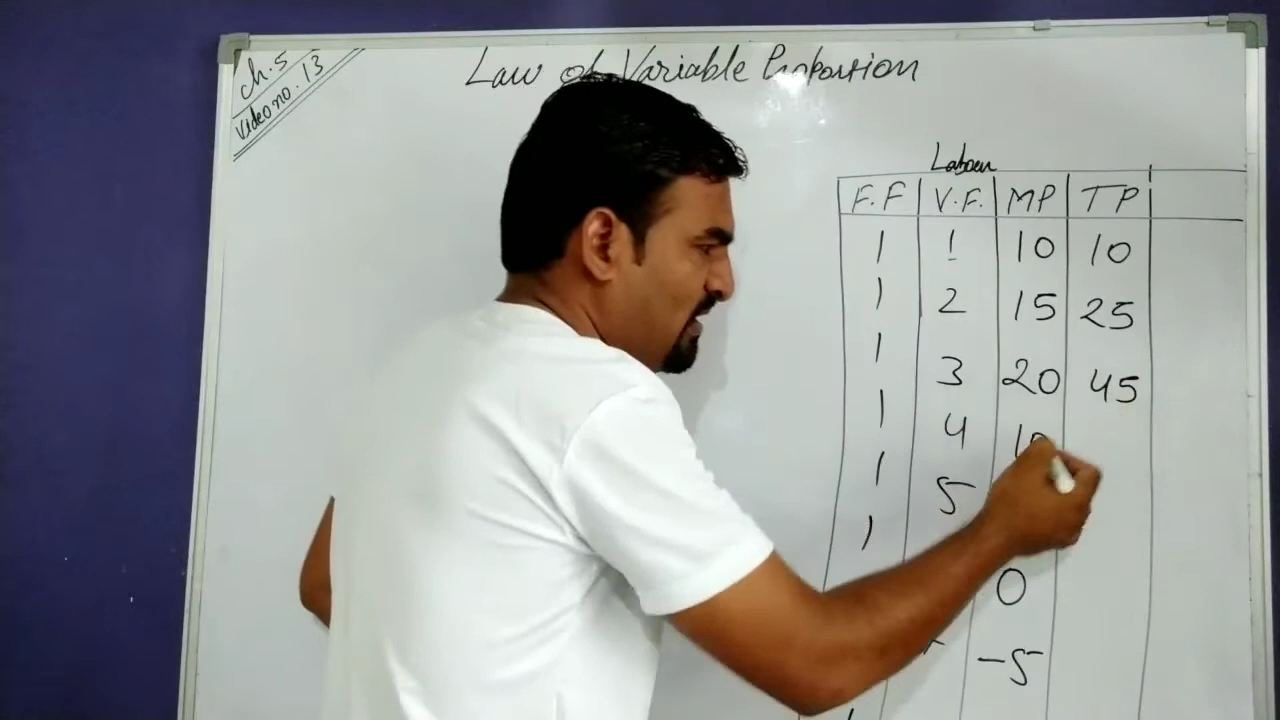 Ch. 5
Video no. 13
Law of Variable Proportion
Labour
F.F V.F. MP TP
1 1 10 10
1 2 15 25
1 3 20 45
1 4
1 5
1 0
-5